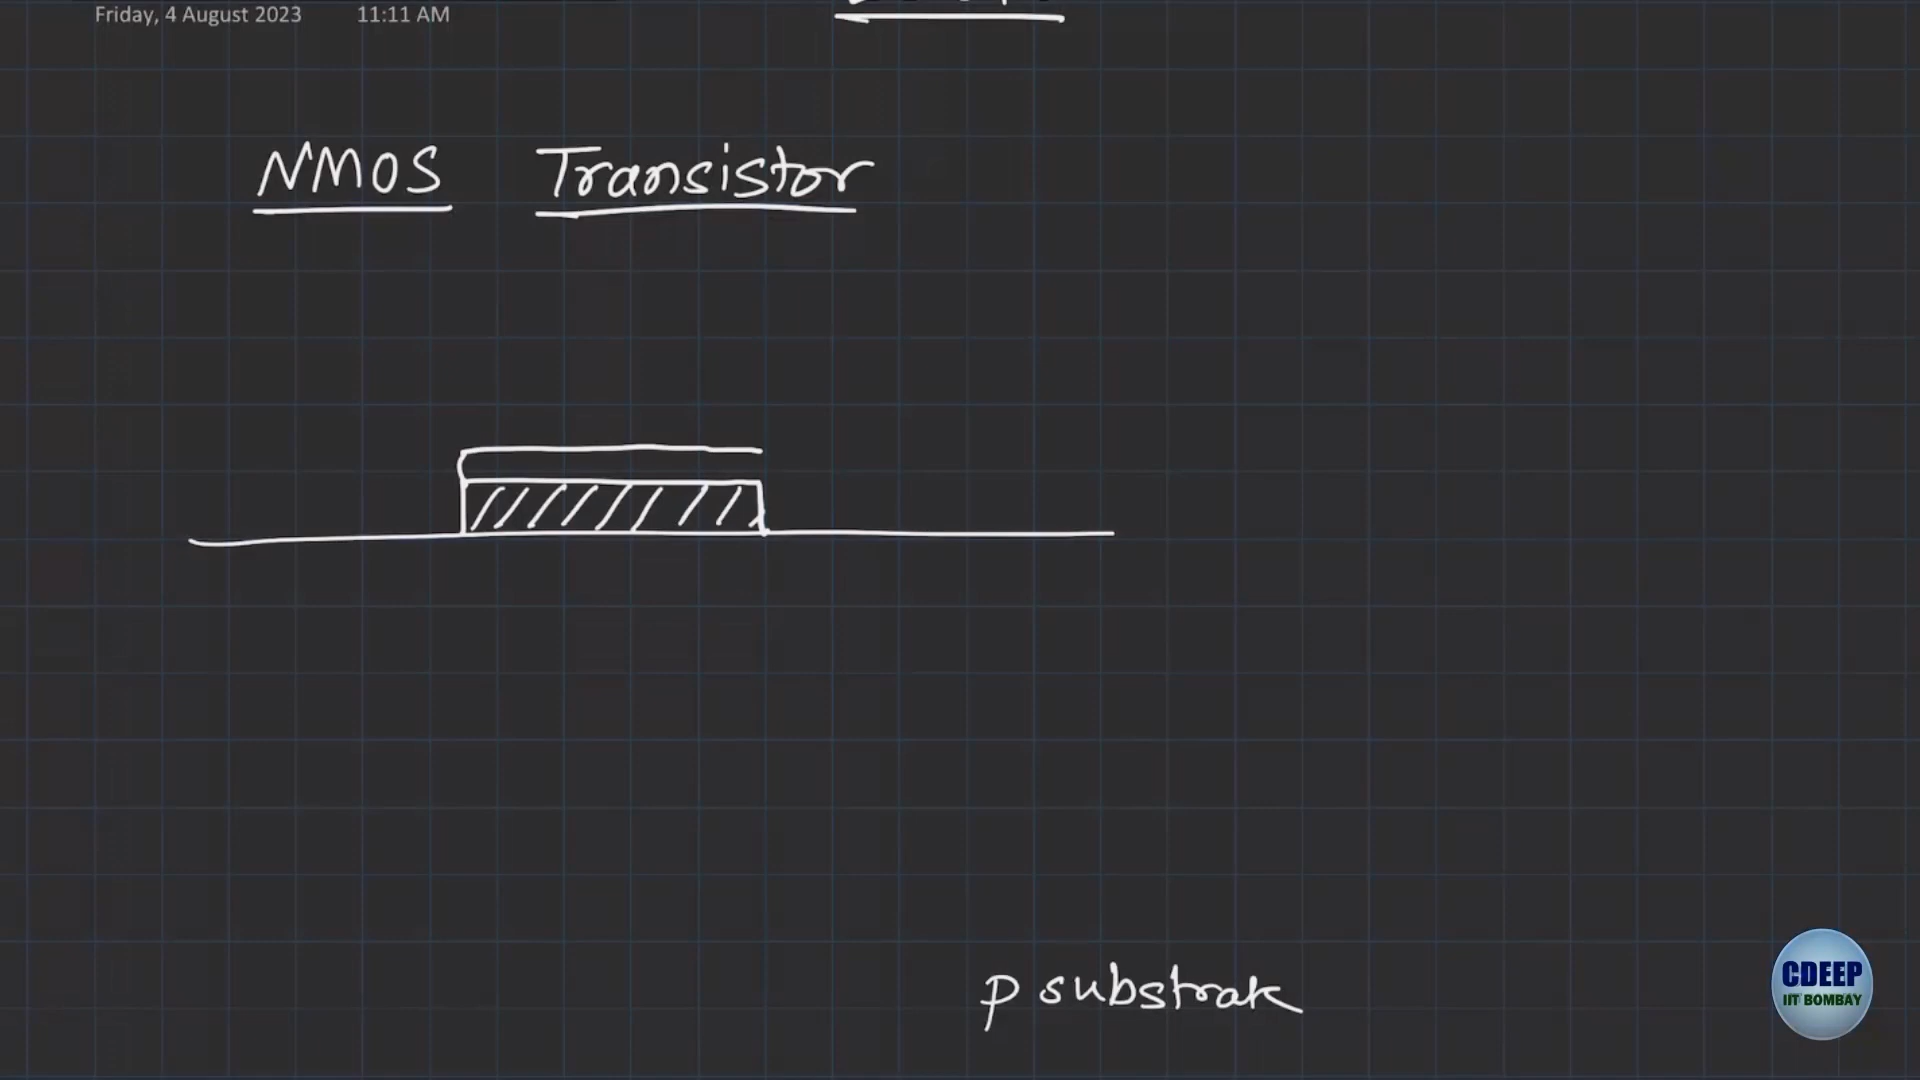 Friday, 4 August 2023 11:11 AM
NMOS Transistor
p substrate
CDEEP
IIT BOMBAY